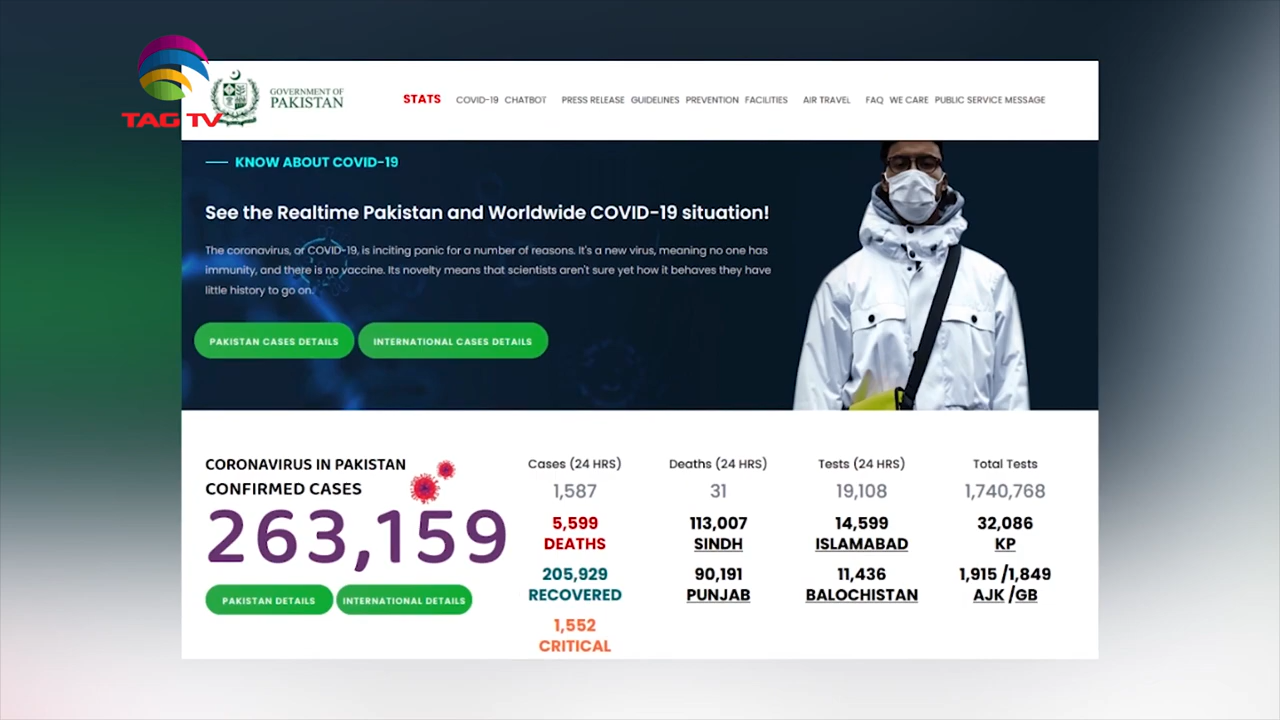 TAG TV
GOVERNMENT OF
PAKISTAN
STATS COVID-19 CHATBOT PRESS RELEASE GUIDELINES PREVENTION FACILITIES AIR TRAVEL FAQ WE CARE PUBLIC SERVICE MESSAGE
KNOW ABOUT COVID-19
See the Realtime Pakistan and Worldwide COVID-19 situation!
The coronavirus, or COVID-19, is inciting panic for a number of reasons. It's a new virus, meaning no one has
immunity, and there is no vaccine. Its novelty means that scientists aren't sure yet how it behaves they have
little history to go on.
PAKISTAN CASES DETAILS INTERNATIONAL CASES DETAILS
CORONAVIRUS IN PAKISTAN
CONFIRMED CASES
263,159
PAKISTAN DETAILS INTERNATIONAL DETAILS
Cases (24 HRS) Deaths (24 HRS) Tests (24 HRS) Total Tests
1,587 31 19,108 1,740,768
5,599 113,007 14,599 32,086
DEATHS SINDH ISLAMABAD KP
205,929 90,191 11,436 1,915 /1,849
RECOVERED PUNJAB BALOCHISTAN AJK /GB
1,552
CRITICAL